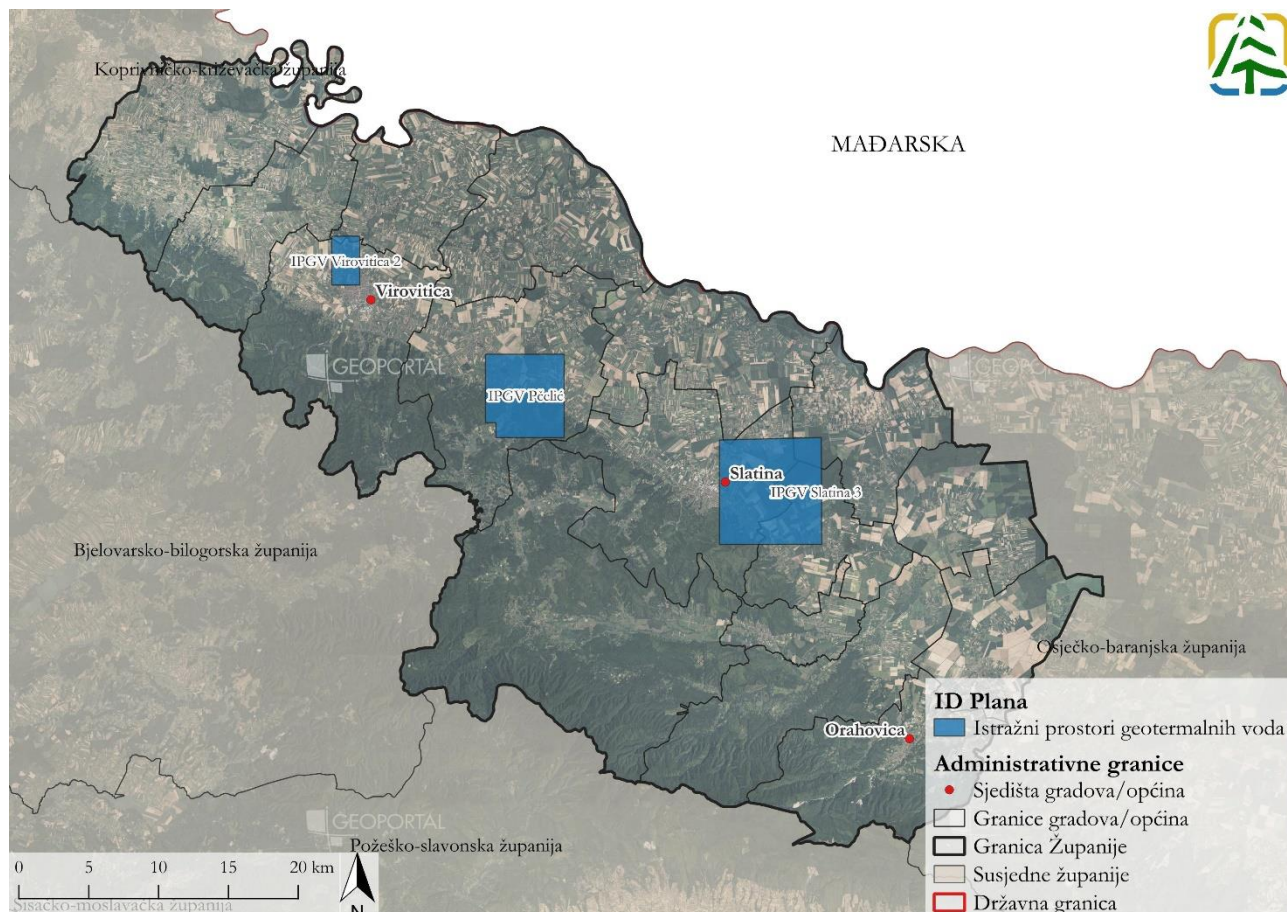 Koprivničko-križevačka županija
MAĐARSKA
IPGV Virovitica 2
Virovitica
GEOPORTAL
GEOPORTAL
IPGV Pčelić
Slatina
IPGV Slatina 3
Bjelovarsko-bilogorska županija
Osječko-baranjska županija
Orahovica
GEOPORTAL
Požeško-slavonska županija
ID Plana
Istražni prostori geotermalnih voda
Administrativne granice
Sjedišta gradova/općina
Granice gradova/općina
Granica Županije
Susjedne županije
Državna granica
0 5 10 20 km
N
Sisačko-moslavačka županija